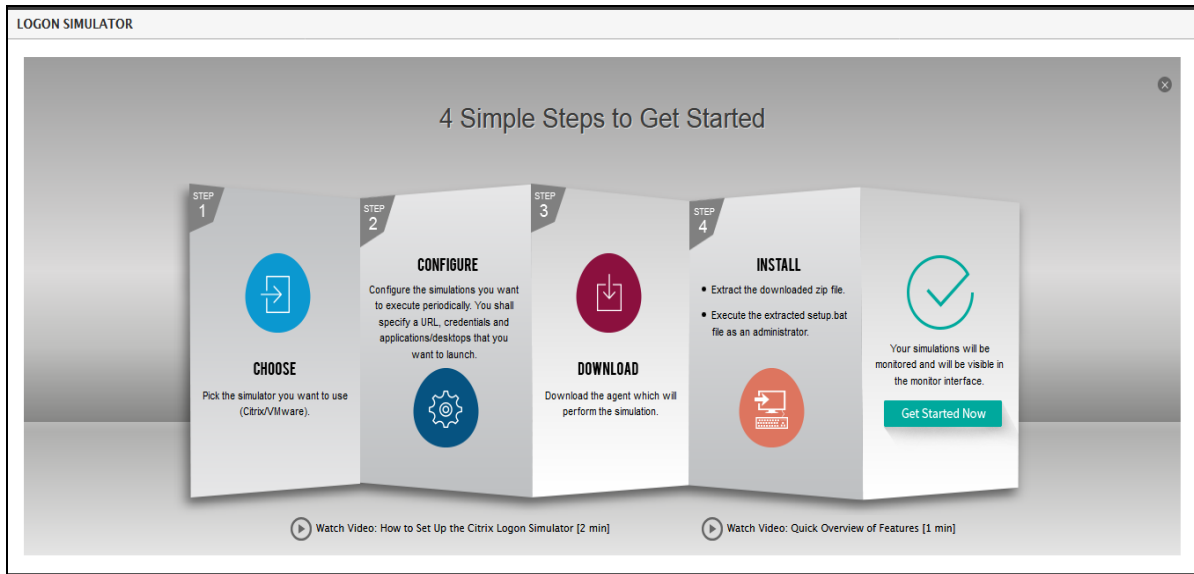 LOGON SIMULATOR
4 Simple Steps to Get Started
STEP
1
CHOOSE
Pick the simulator you want to use
(Citrix/VMware).
STEP
2
CONFIGURE
Configure the simulations you want
to execute periodically. You shall
specify a URL, credentials and
applications/desktops that you
want to launch.
STEP
3
DOWNLOAD
Download the agent which will
perform the simulation.
STEP
4
INSTALL
• Extract the downloaded zip file.
• Execute the extracted setup.bat
file as an administrator.
Your simulations will be
monitored and will be visible in
the monitor interface.
Get Started Now
Watch Video: How to Set Up the Citrix Logon Simulator [2 min]
Watch Video: Quick Overview of Features [1 min]